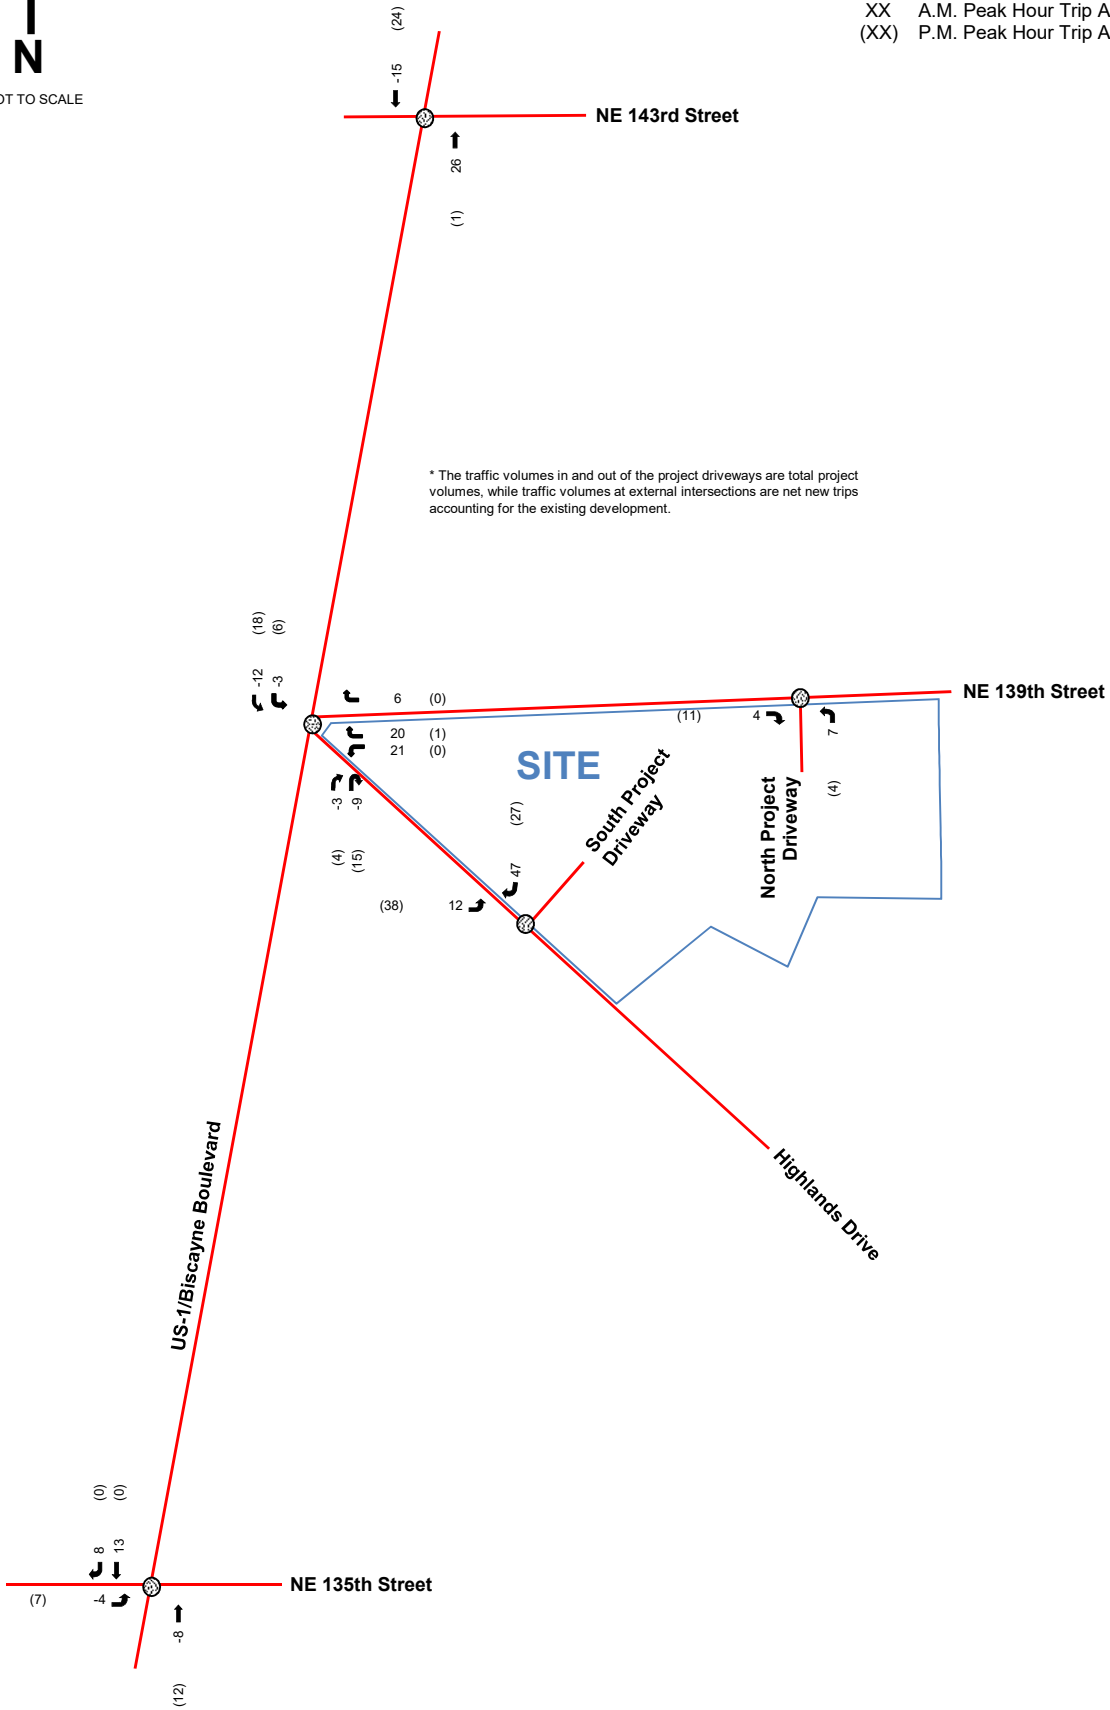 XX A.M. Peak Hour Trip A
(XX) P.M. Peak Hour Trip A
N
OT TO SCALE
(24)
-15
NE 143rd Street
26
(1)
* The traffic volumes in and out of the project driveways are total project
volumes, while traffic volumes at external intersections are net new trips
accounting for the existing development.
(18)
(6)
-12
-3
6 (0)
20 (1)
21 (0)
-3
-9
(4)
(15)
NE 139th Street
(11) 4
7
(4)
SITE
North Project
Driveway
South Project
Driveway
(27)
47
(38) 12
Highlands Drive
US-1/Biscayne Boulevard
(0)
(0)
8
13
NE 135th Street
(7) -4
-8
(12)